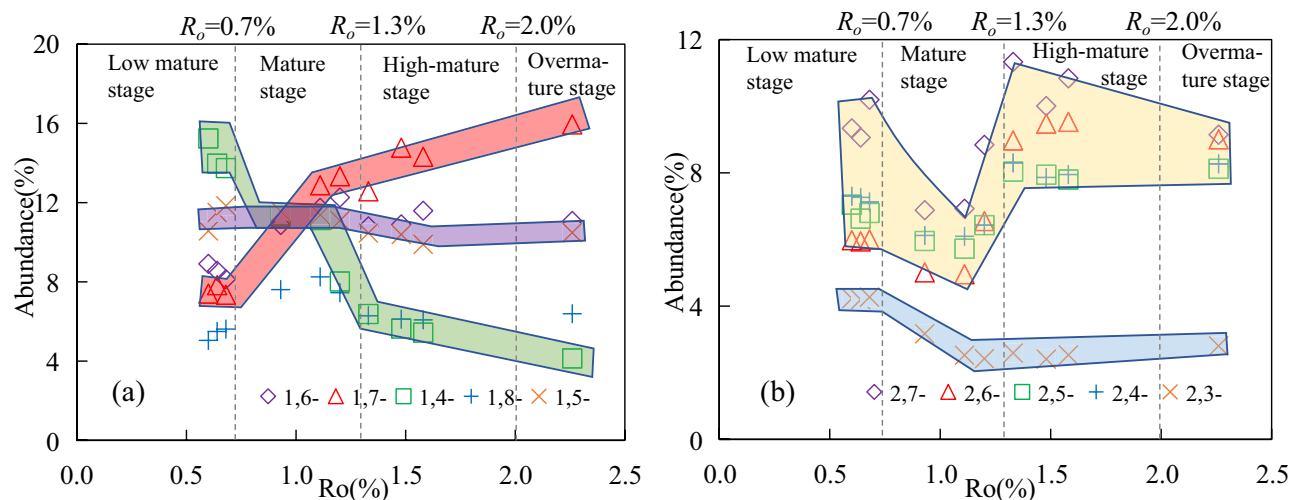 Rₒ=0.7% Rₒ=1.3% Rₒ=2.0%
20
16
12
8
4
0
Abundance(%)
Low mature stage
Mature stage
High-mature stage
Overma-
ture stage
(a)
1,6- 1,7- 1,4- 1,8- 1,5-
0.0 0.5 1.0 1.5 2.0 2.5
Ro(%)
Rₒ=0.7% Rₒ=1.3% Rₒ=2.0%
12
8
4
0
Abundance(%)
Low mature stage
Mature stage
High-mature
stage
Overma-
ture stage
(b)
2,7- 2,6- 2,5- 2,4- 2,3-
0.0 0.5 1.0 1.5 2.0 2.5
Ro(%)